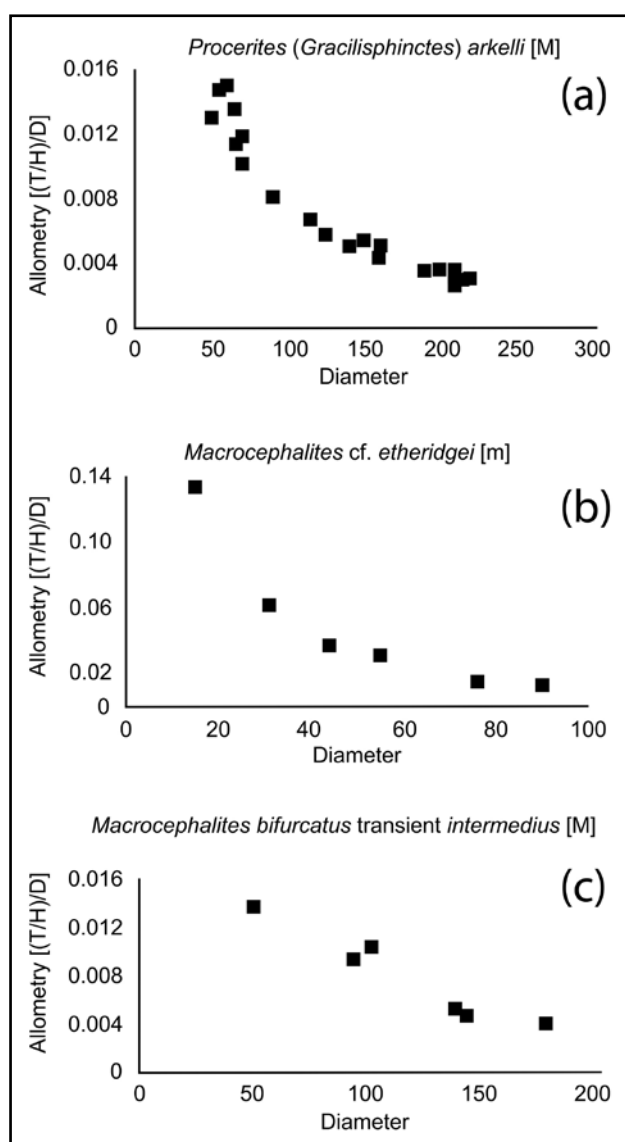 Procerites (Gracilisphinctes) arkelli [M]
(a)
Allometry [(T/H)/D]
0.016
0.012
0.008
0.004
0
0 50 100 150 200 250 300
Diameter
Macrocephalites cf. etheridgei [m]
(b)
Allometry [(T/H)/D]
0.14
0.10
0.06
0.02
0
0 20 40 60 80 100
Diameter
Macrocephalites bifurcatus transient intermedius [M]
(c)
Allometry [(T/H)/D]
0.016
0.012
0.008
0.004
0
0 50 100 150 200
Diameter